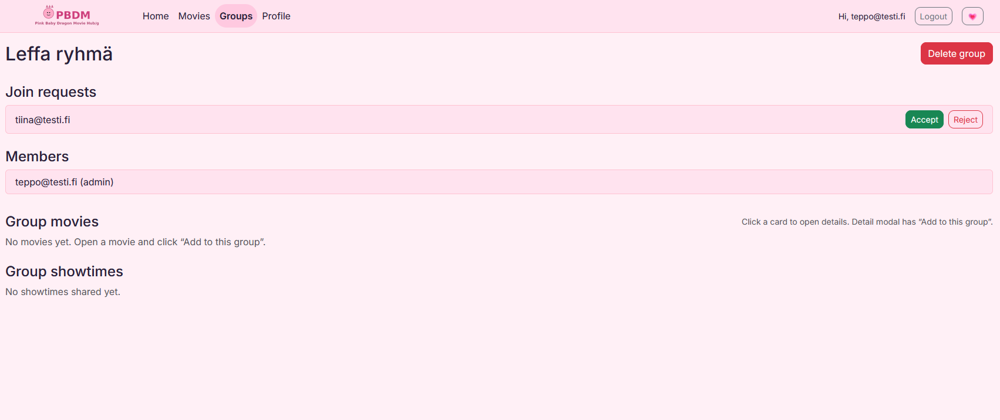 PBDM
Pink Baby Dragon Movie Hub/g
Home Movies Groups Profile
Hi, teppo@testi.fi Logout
Leffa ryhmä
Delete group
Join requests
tiina@testi.fi
Accept Reject
Members
teppo@testi.fi (admin)
Group movies
Click a card to open details. Detail modal has “Add to this group”.
No movies yet. Open a movie and click “Add to this group”.
Group showtimes
No showtimes shared yet.